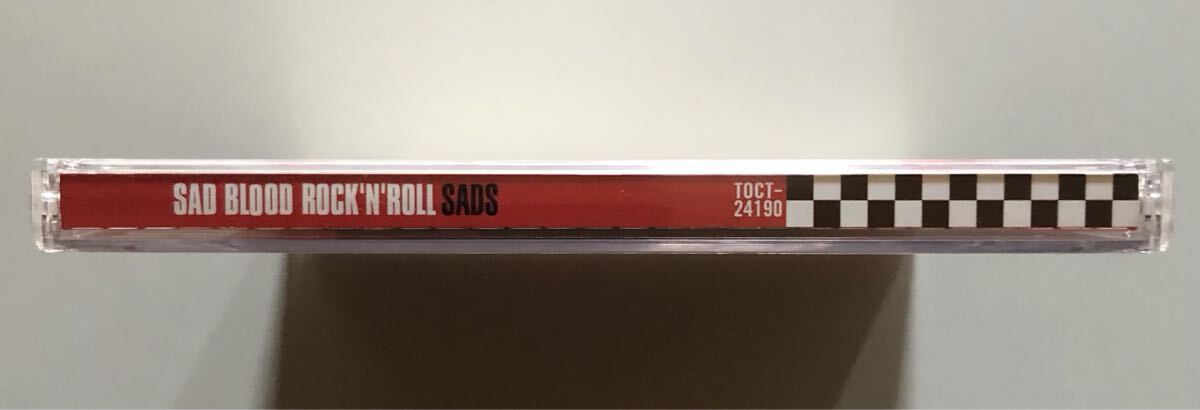 SAD BLOOD ROCK'N'ROLL SADS
TOCT-
24190